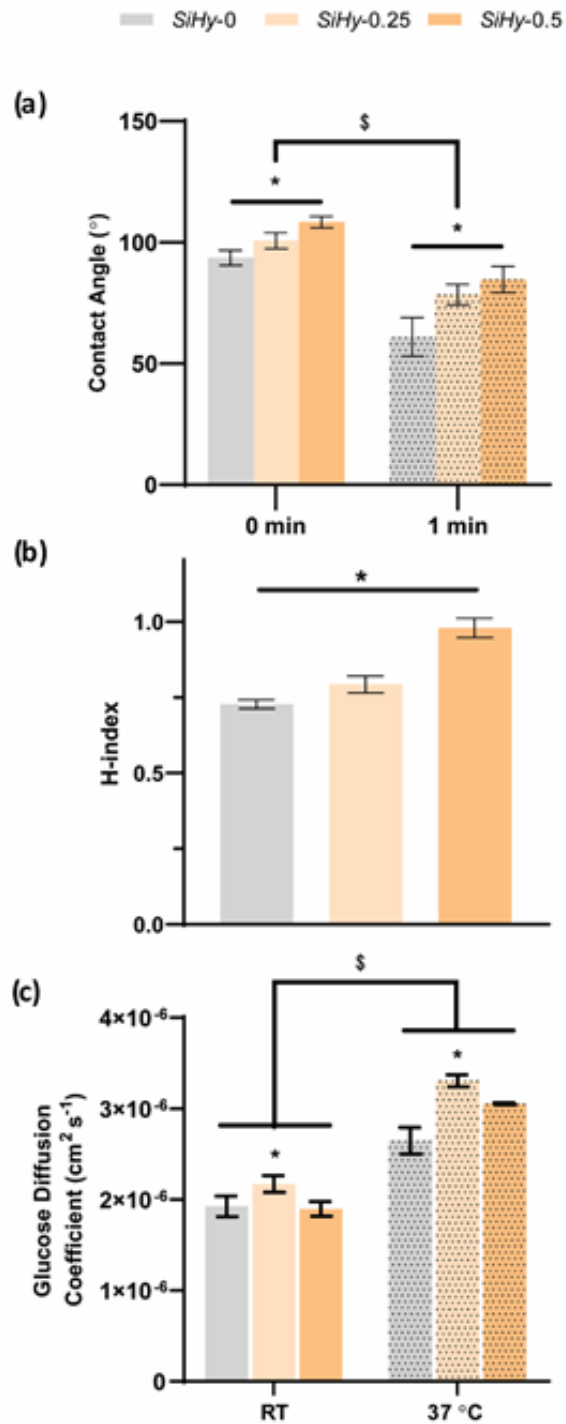 SiHy-0 SiHy-0.25 SiHy-0.5
(a)
150
$
*
*
100
50
0
Contact Angle (°)
0 min 1 min
(b)
*
1.0
0.5
0.0
H-index
(c)
$
4×10⁻⁶
*
3×10⁻⁶
*
2×10⁻⁶
1×10⁻⁶
0
Glucose Diffusion
Coefficient (cm² s⁻¹)
RT 37 °C